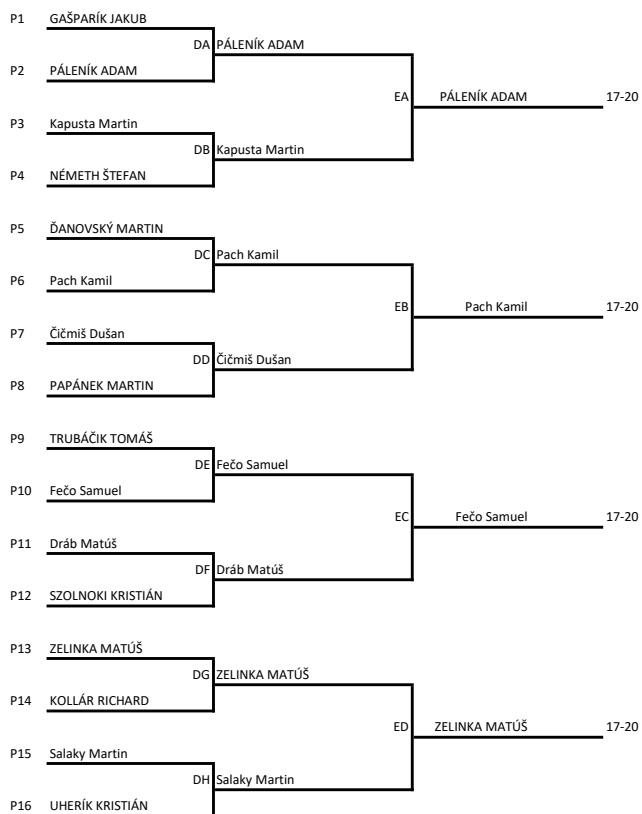 P1 GAŠPARÍK JAKUB
DA PÁLENÍK ADAM
P2 PÁLENÍK ADAM
EA PÁLENÍK ADAM 17-20
P3 Kapusta Martin
DB Kapusta Martin
P4 NÉMETH ŠTEFAN
P5 ĎANOVSKÝ MARTIN
DC Pach Kamil
P6 Pach Kamil
EB Pach Kamil 17-20
P7 Čičmiš Dušan
DD Čičmiš Dušan
P8 PAPÁNEK MARTIN
P9 TRUBÁČIK TOMÁŠ
DE Fečo Samuel
P10 Fečo Samuel
EC Fečo Samuel 17-20
P11 Dráb Matúš
DF Dráb Matúš
P12 SZOLNOKI KRISTIÁN
P13 ZELINKA MATÚŠ
DG ZELINKA MATÚŠ
P14 KOLLÁR RICHARD
ED ZELINKA MATÚŠ 17-20
P15 Salaky Martin
DH Salaky Martin
P16 UHERÍK KRISTIÁN